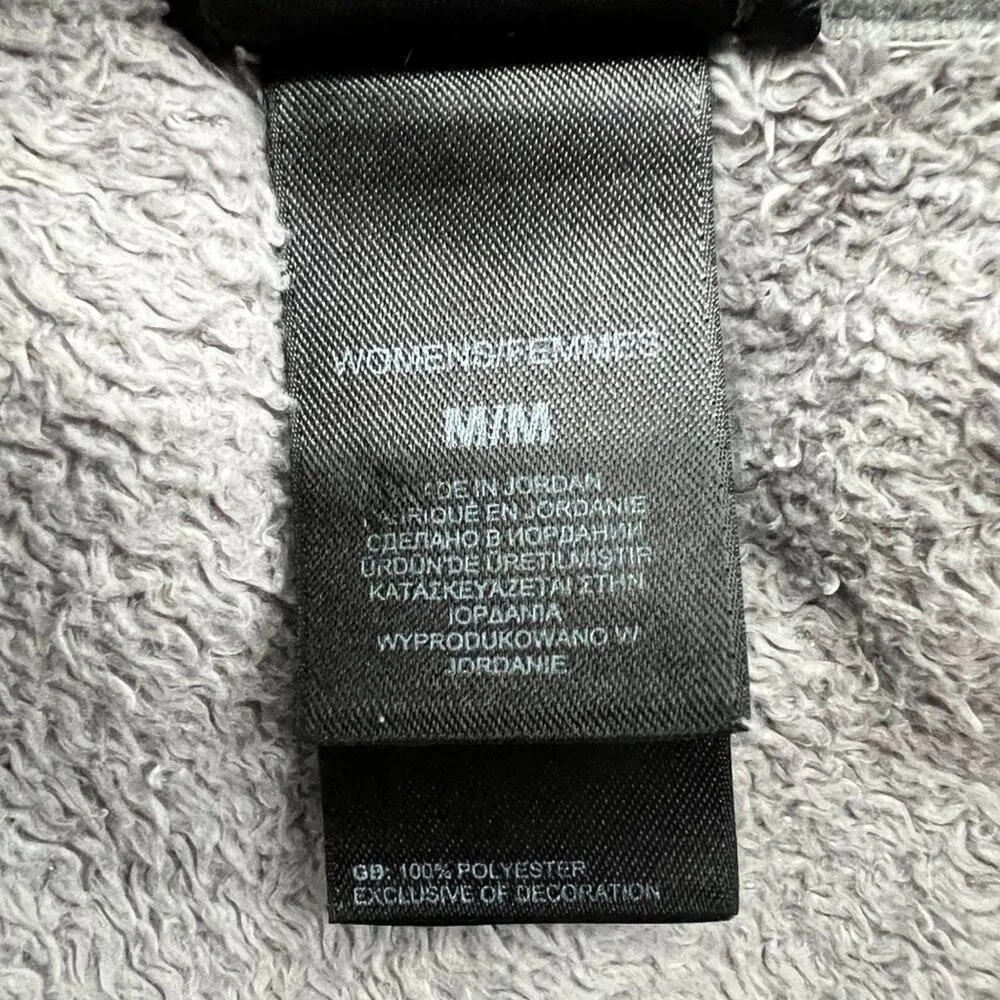 WOMENS/FEMMES
M/M
IN JORDAN
EN JORDANIE
СДЕЛАНО В ИОРДАНИИ
ÜRDÜN'DE ÜRETILMISTIR
ΚΑΤΑΣΚΕΥΑΖΕΤΑΙ ΣΤΗΝ
ΙΟΡΔΑΝΙΑ
WYPRODUKOWANO W
JORDANIE
GB: 100% POLYESTER
EXCLUSIVE OF DECORATION